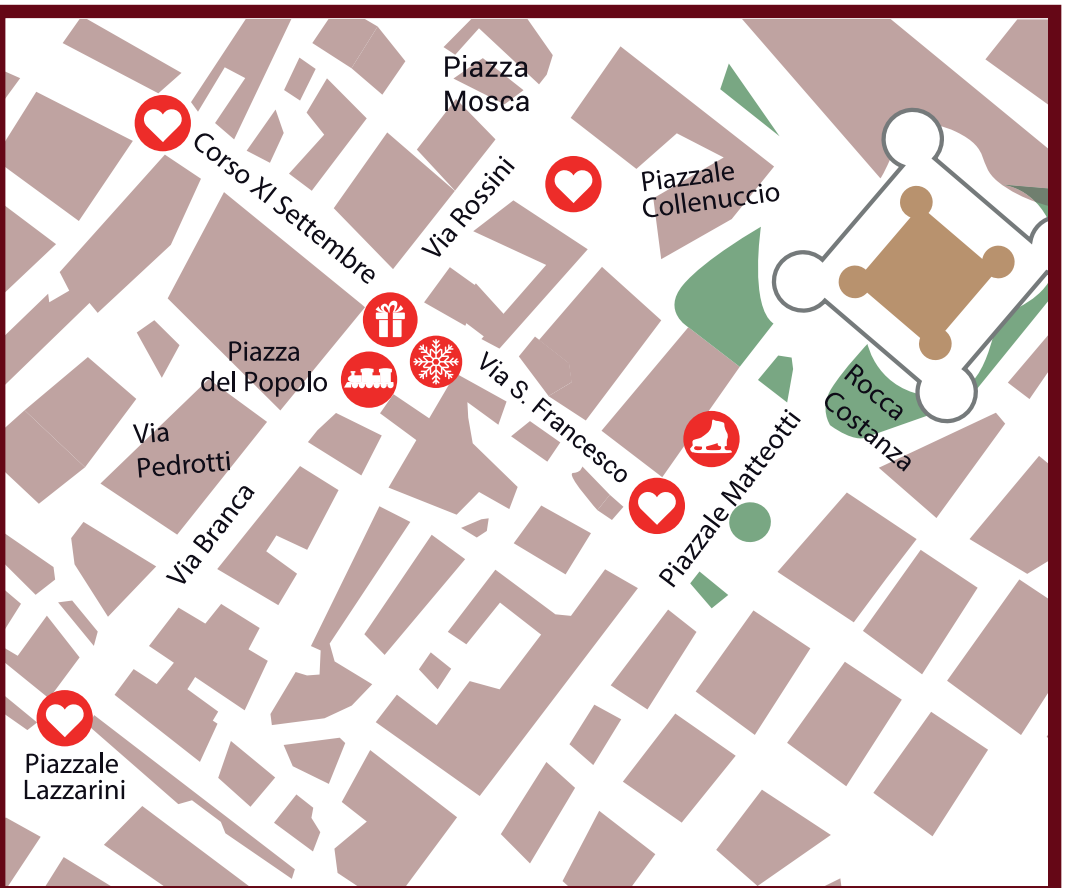 Piazza
Mosca
Corso XI Settembre
Via Rossini
Piazzale
Collenuccio
Piazza
del Popolo
Via S. Francesco
Rocca
Costanza
Via
Pedrotti
Piazzale Matteotti
Via Branca
Piazzale
Lazzarini